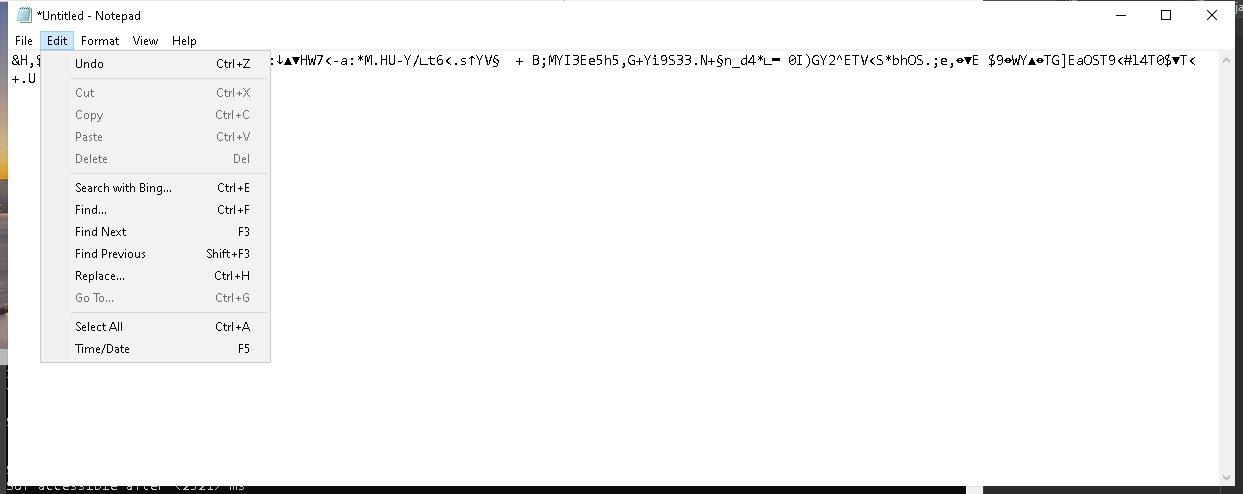 *Untitled - Notepad
File Edit Format View Help
&H,$ :↓▲▼HW7<-a:*M.HU-Y/∟t6<.s↑YV§ + B;MYI3Ee5h5,G+Yi9S33.N+§n_d4*∟▬ 0I)GY2^ETV<S*bhOS.;e,↔▼E $9↔WY▲↔TG]EaOST9<#l4T0$▼T<
+.U
Undo Ctrl+Z
Cut Ctrl+X
Copy Ctrl+C
Paste Ctrl+V
Delete Del
Search with Bing... Ctrl+E
Find... Ctrl+F
Find Next F3
Find Previous Shift+F3
Replace... Ctrl+H
Go To... Ctrl+G
Select All Ctrl+A
Time/Date F5
accessible after <2521> ms